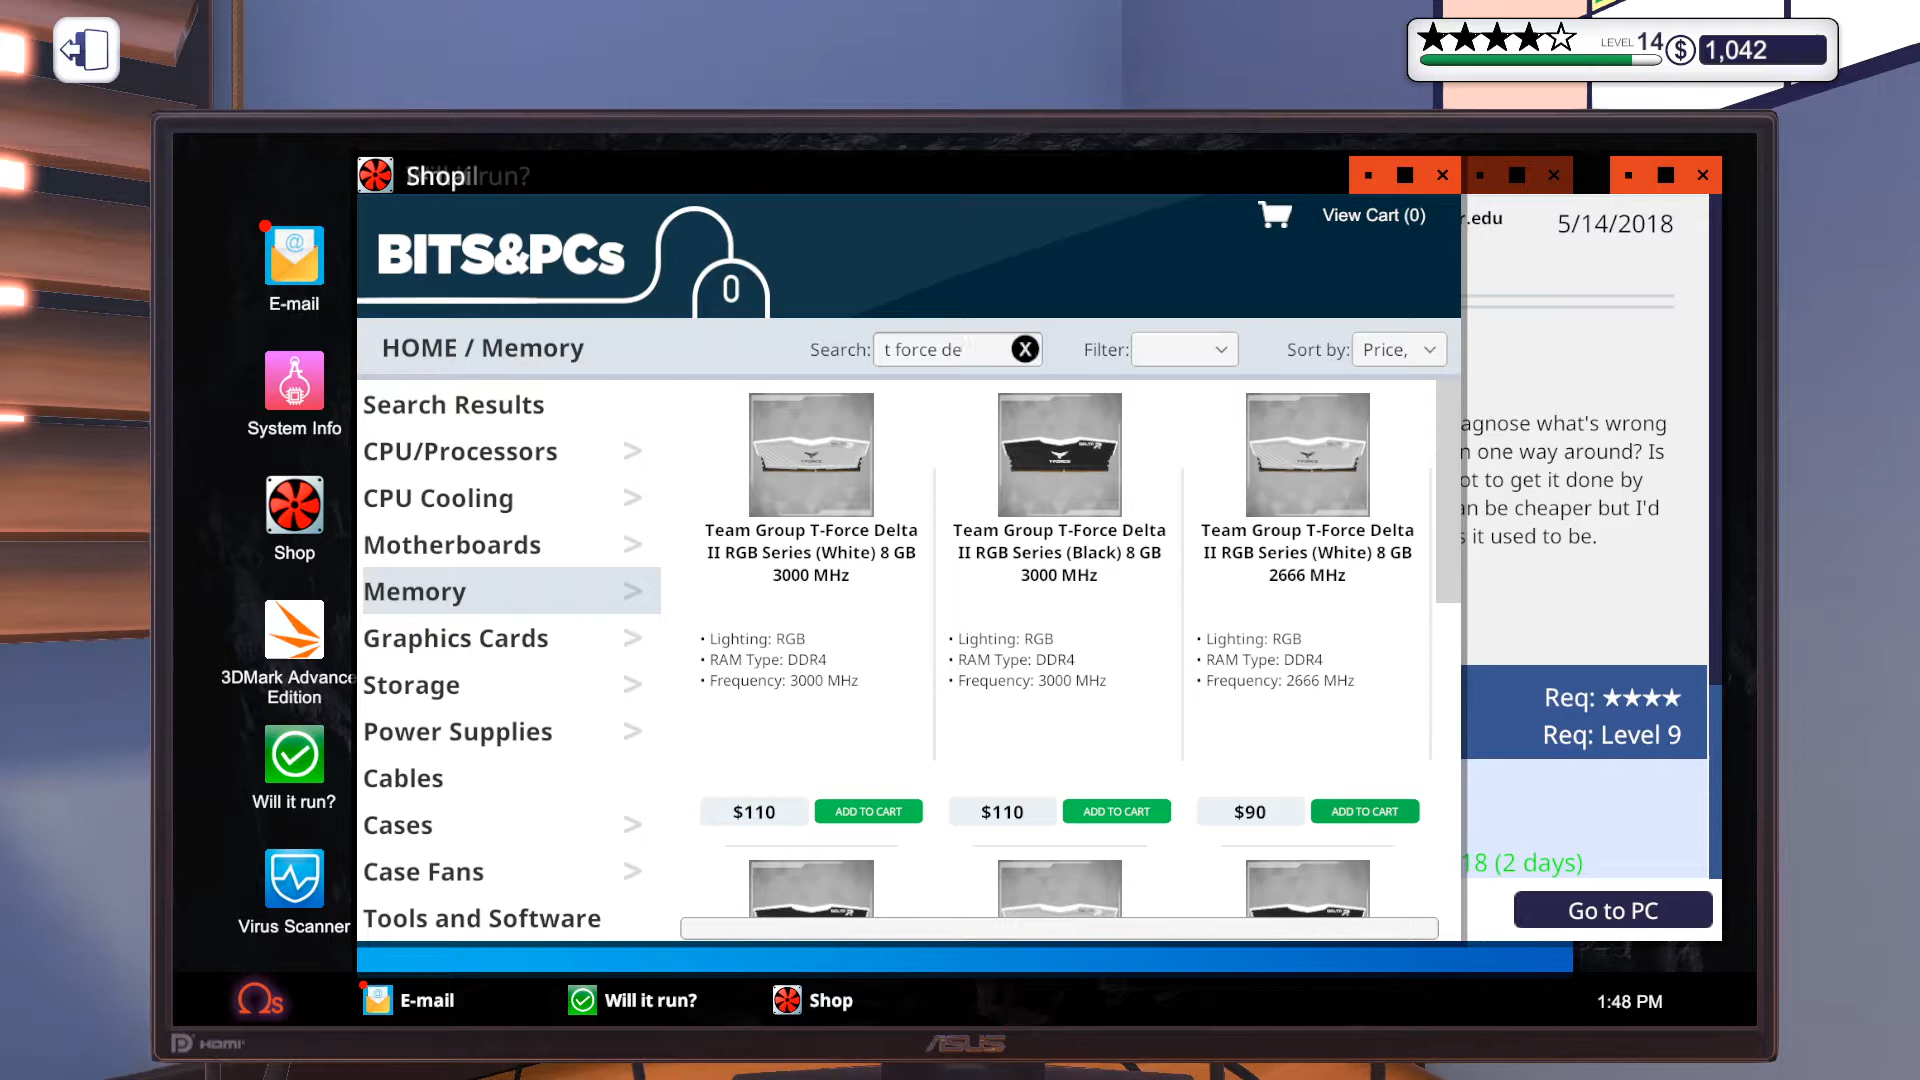 LEVEL 14
$ 1,042
Shop
View Cart (0)
r.edu
5/14/2018
BITS&PCs
HOME / Memory
Search: t force de X
Filter:
Sort by: Price,
E-mail
System Info
Shop
3DMark Advance
Edition
Will it run?
Virus Scanner
Search Results
CPU/Processors >
CPU Cooling >
Motherboards >
Memory >
Graphics Cards >
Storage >
Power Supplies >
Cables
Cases >
Case Fans >
Tools and Software
Team Group T-Force Delta
II RGB Series (White) 8 GB
3000 MHz
• Lighting: RGB
• RAM Type: DDR4
• Frequency: 3000 MHz
$110
ADD TO CART
Team Group T-Force Delta
II RGB Series (Black) 8 GB
3000 MHz
• Lighting: RGB
• RAM Type: DDR4
• Frequency: 3000 MHz
$110
ADD TO CART
Team Group T-Force Delta
II RGB Series (White) 8 GB
2666 MHz
• Lighting: RGB
• RAM Type: DDR4
• Frequency: 2666 MHz
$90
ADD TO CART
agnose what's wrong
n one way around? Is
ot to get it done by
an be cheaper but I'd
s it used to be.
Req: ★★★★
Req: Level 9
18 (2 days)
Go to PC
Ωs
E-mail
Will it run?
Shop
1:48 PM
HDMI
ASUS